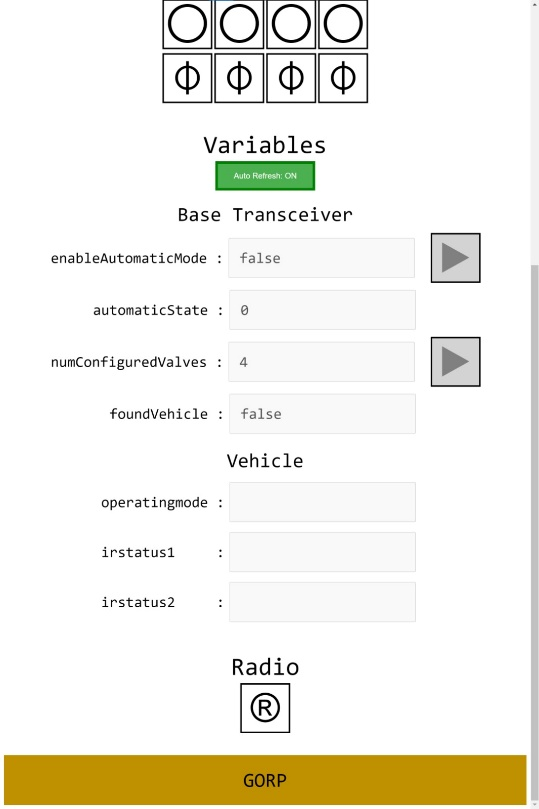 Variables
Auto Refresh: ON
Base Transceiver
enableAutomaticMode : false
automaticState : 0
numConfiguredValves : 4
foundVehicle : false
Vehicle
operatingmode :
irstatus1 :
irstatus2 :
Radio
®
GORP